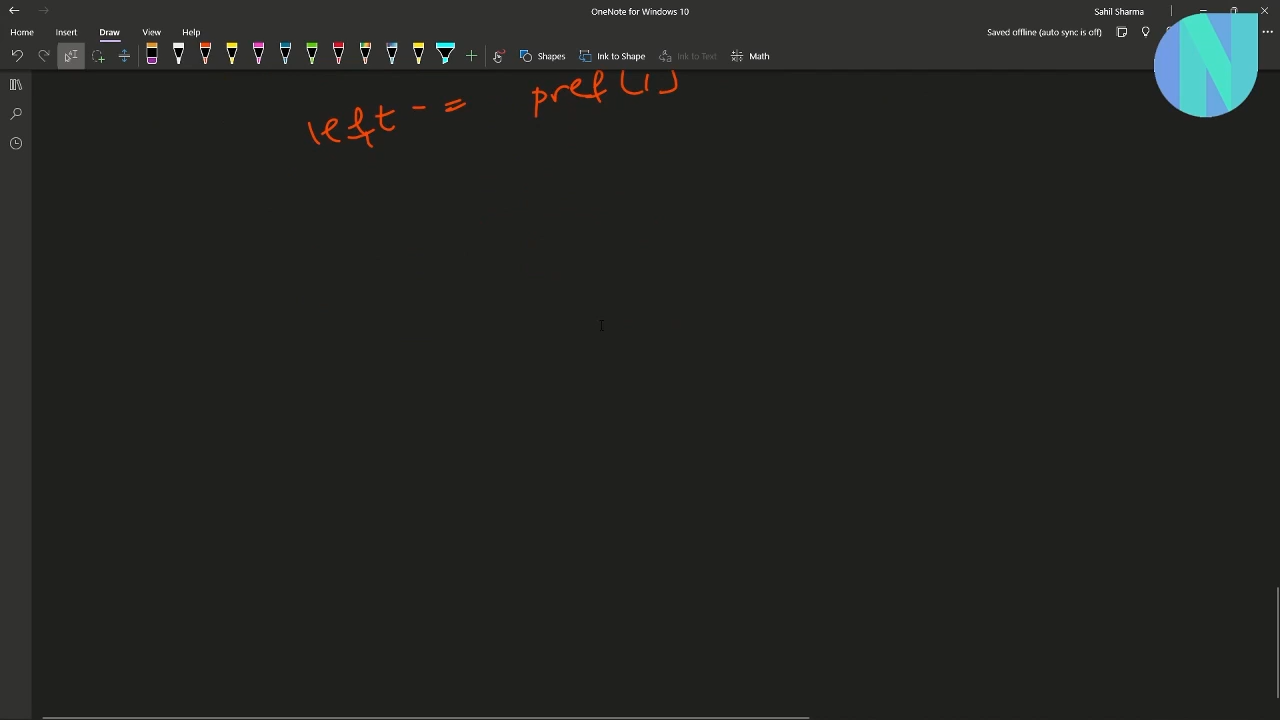 OneNote for Windows 10
Sahil Sharma
Home Insert Draw View Help
Saved offline (auto sync is off)
Shapes Ink to Shape Ink to Text Math
left - = pref(i)